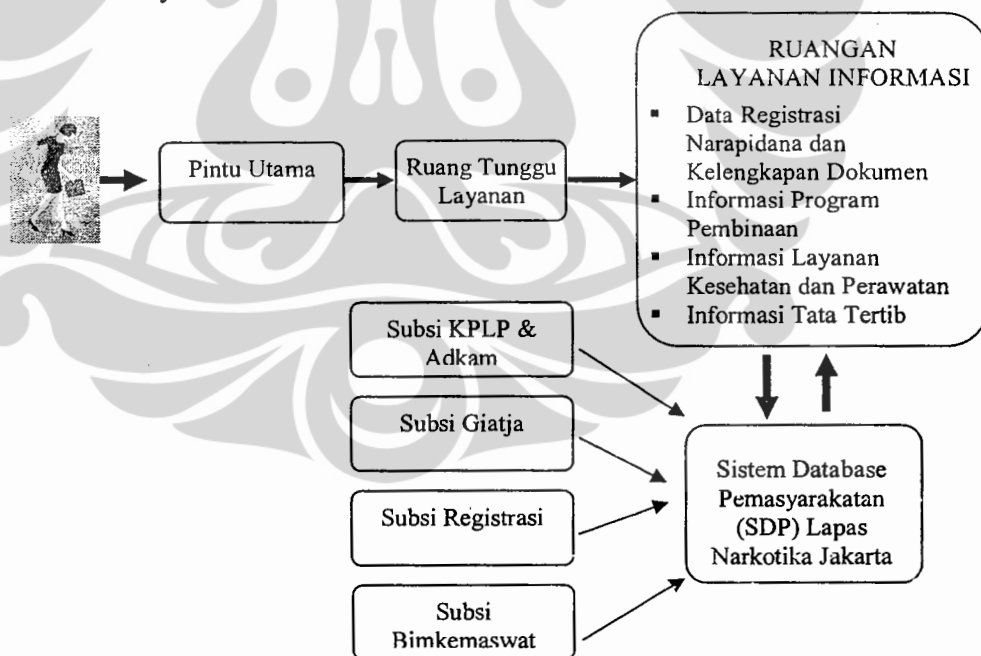 RUANGAN
LAYANAN INFORMASI
▪ Data Registrasi
Narapidana dan
Kelengkapan Dokumen
▪ Informasi Program
Pembinaan
▪ Informasi Layanan
Kesehatan dan Perawatan
▪ Informasi Tata Tertib
Pintu Utama
Ruang Tunggu
Layanan
Subsi KPLP &
Adkam
Subsi Giatja
Subsi Registrasi
Subsi
Bimkemaswat
Sistem Database
Pemasyarakatan
(SDP) Lapas
Narkotika Jakarta